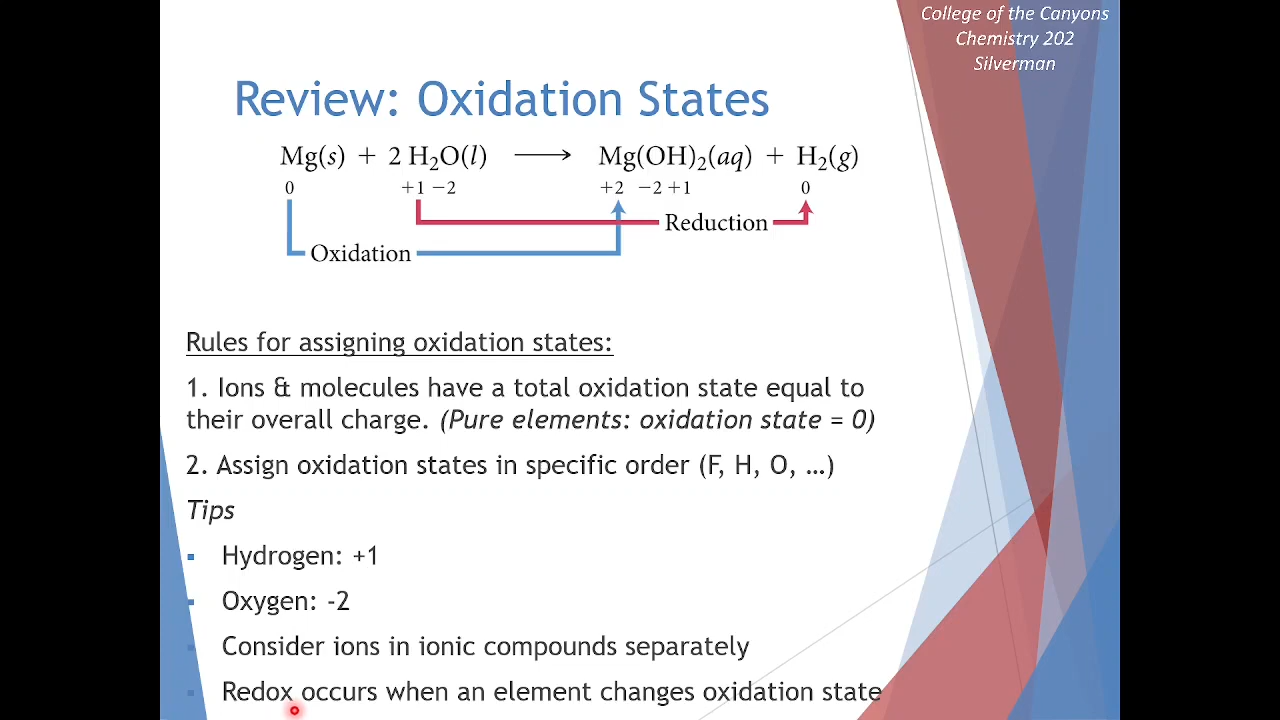 College of the Canyons
Chemistry 202
Silverman
Review: Oxidation States
Mg(s) + 2 H₂O(l) ⟶ Mg(OH)₂(aq) + H₂(g)
0 +1 −2 +2 −2 +1 0
Reduction
Oxidation
Rules for assigning oxidation states:
1. Ions & molecules have a total oxidation state equal to
their overall charge. (Pure elements: oxidation state = 0)
2. Assign oxidation states in specific order (F, H, O, …)
Tips
▪ Hydrogen: +1
▪ Oxygen: -2
▪ Consider ions in ionic compounds separately
▪ Redox occurs when an element changes oxidation state